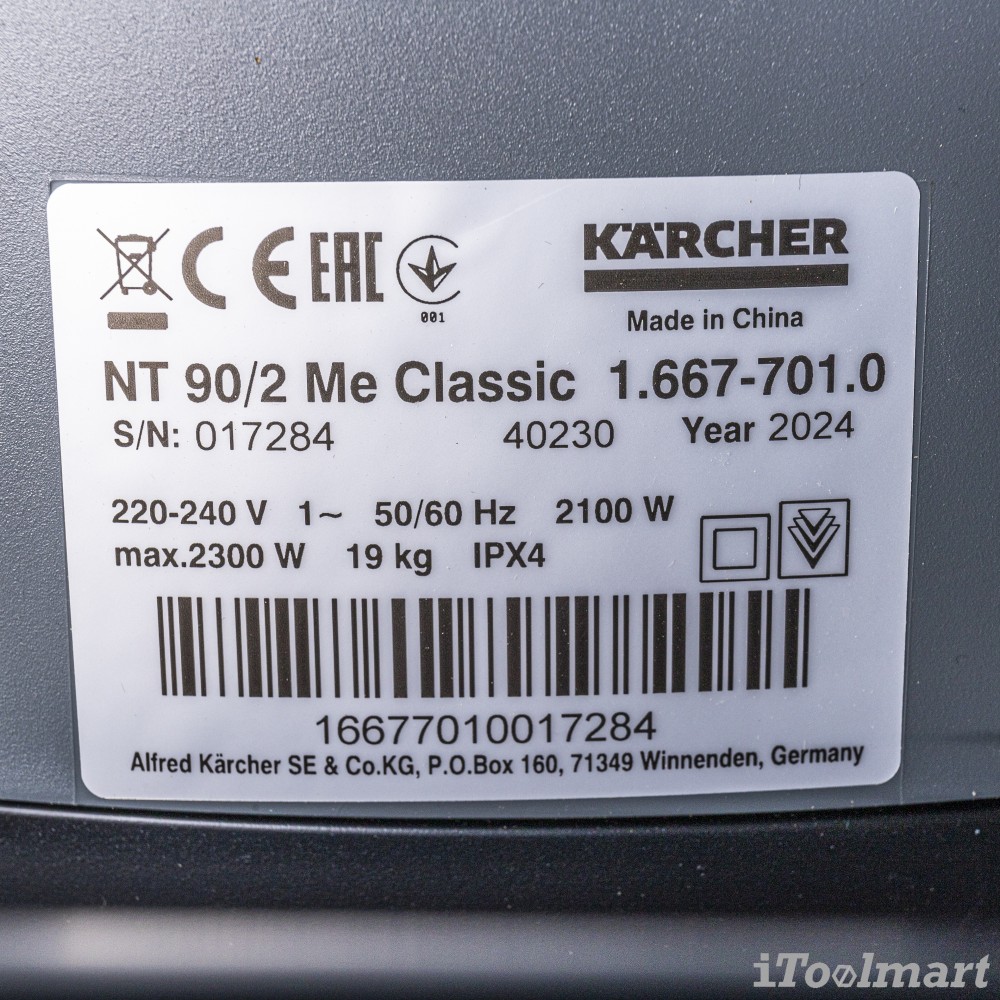 CE EAC
001
KÄRCHER
Made in China
NT 90/2 Me Classic 1.667-701.0
S/N: 017284 40230 Year 2024
220-240 V 1~ 50/60 Hz 2100 W
max.2300 W 19 kg IPX4
16677010017284
Alfred Kärcher SE & Co.KG, P.O.Box 160, 71349 Winnenden, Germany
iToolmart